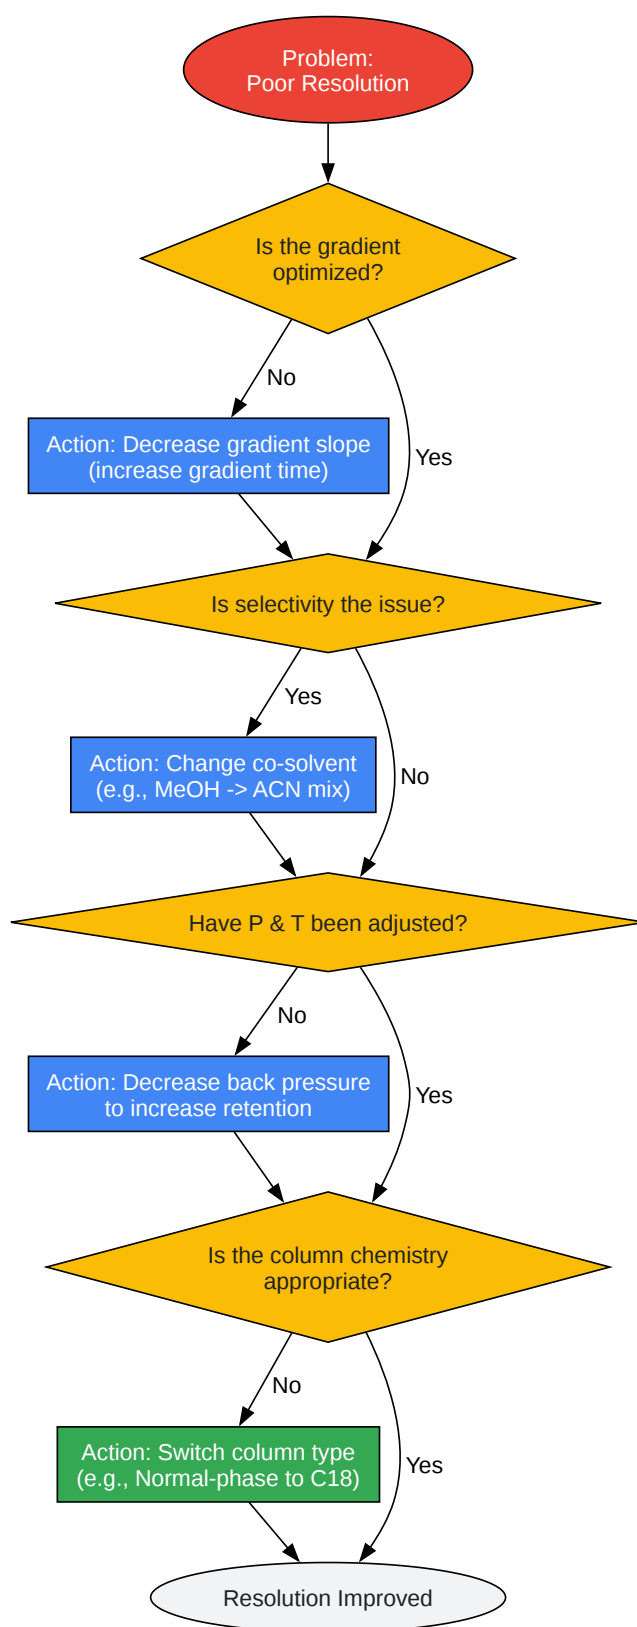 Problem:
Poor Resolution
Is the gradient
optimized?
No
Action: Decrease gradient slope
(increase gradient time)
Yes
Is selectivity the issue?
Yes
Action: Change co-solvent
(e.g., MeOH -> ACN mix)
No
Have P & T been adjusted?
No
Action: Decrease back pressure
to increase retention
Yes
Is the column chemistry
appropriate?
No
Action: Switch column type
(e.g., Normal-phase to C18)
Yes
Resolution Improved